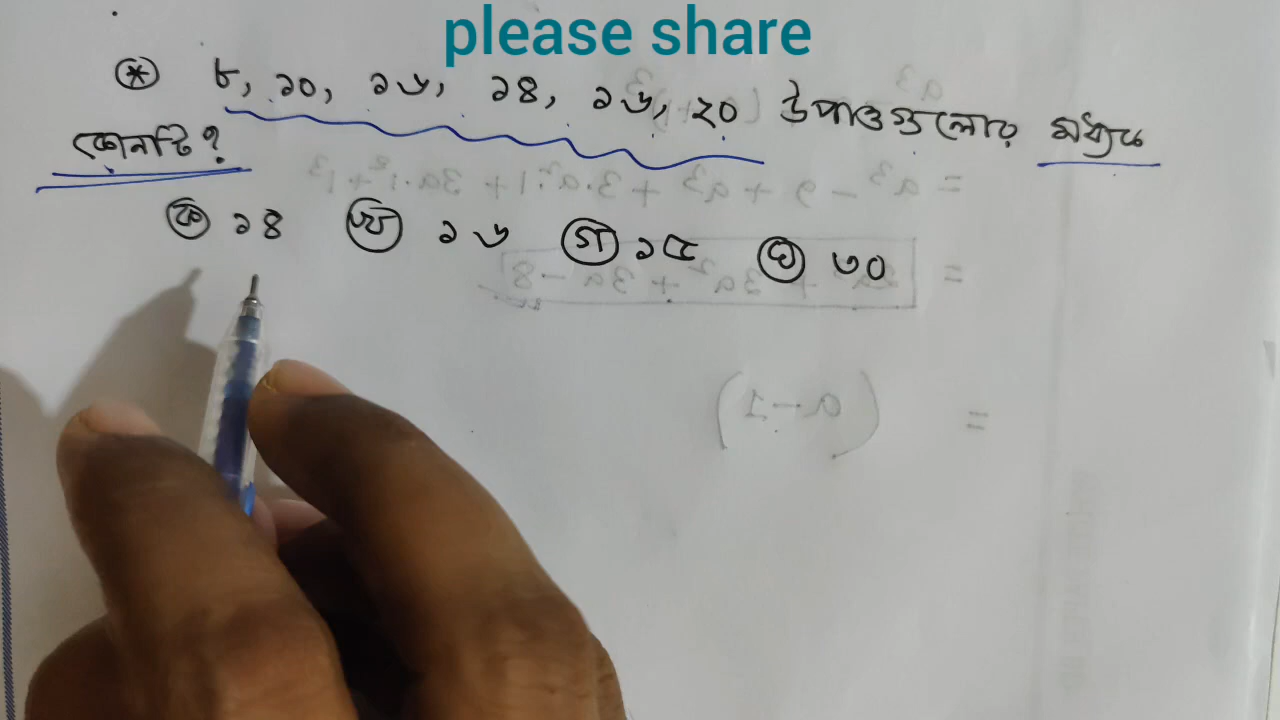 please share
* ৮, ১০, ১৬, ১৪, ১৬, ২০ উপাত্তগুলোর মধ্যক
কোনটি?
ক ১৪ খ ১৬ গ ১৫ ঘ ৩০